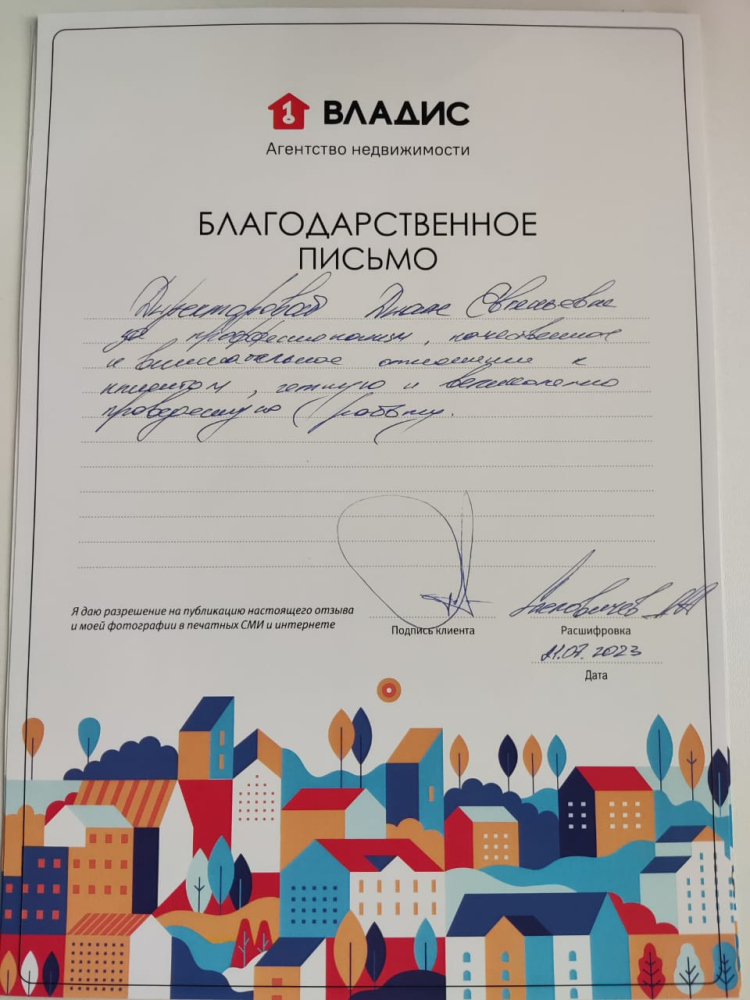 ВЛАДИС
Агентство недвижимости
БЛАГОДАРСТВЕННОЕ
ПИСЬМО
Директоровой Диане Евгеньевне
за профессионализм, качественное
и внимательное отношение к
клиентам, четкую и великолепно
проведенную работу.
Я даю разрешение на публикацию настоящего отзыва
и моей фотографии в печатных СМИ и интернете
Подпись клиента
Расшифровка
21.07.2023
Дата